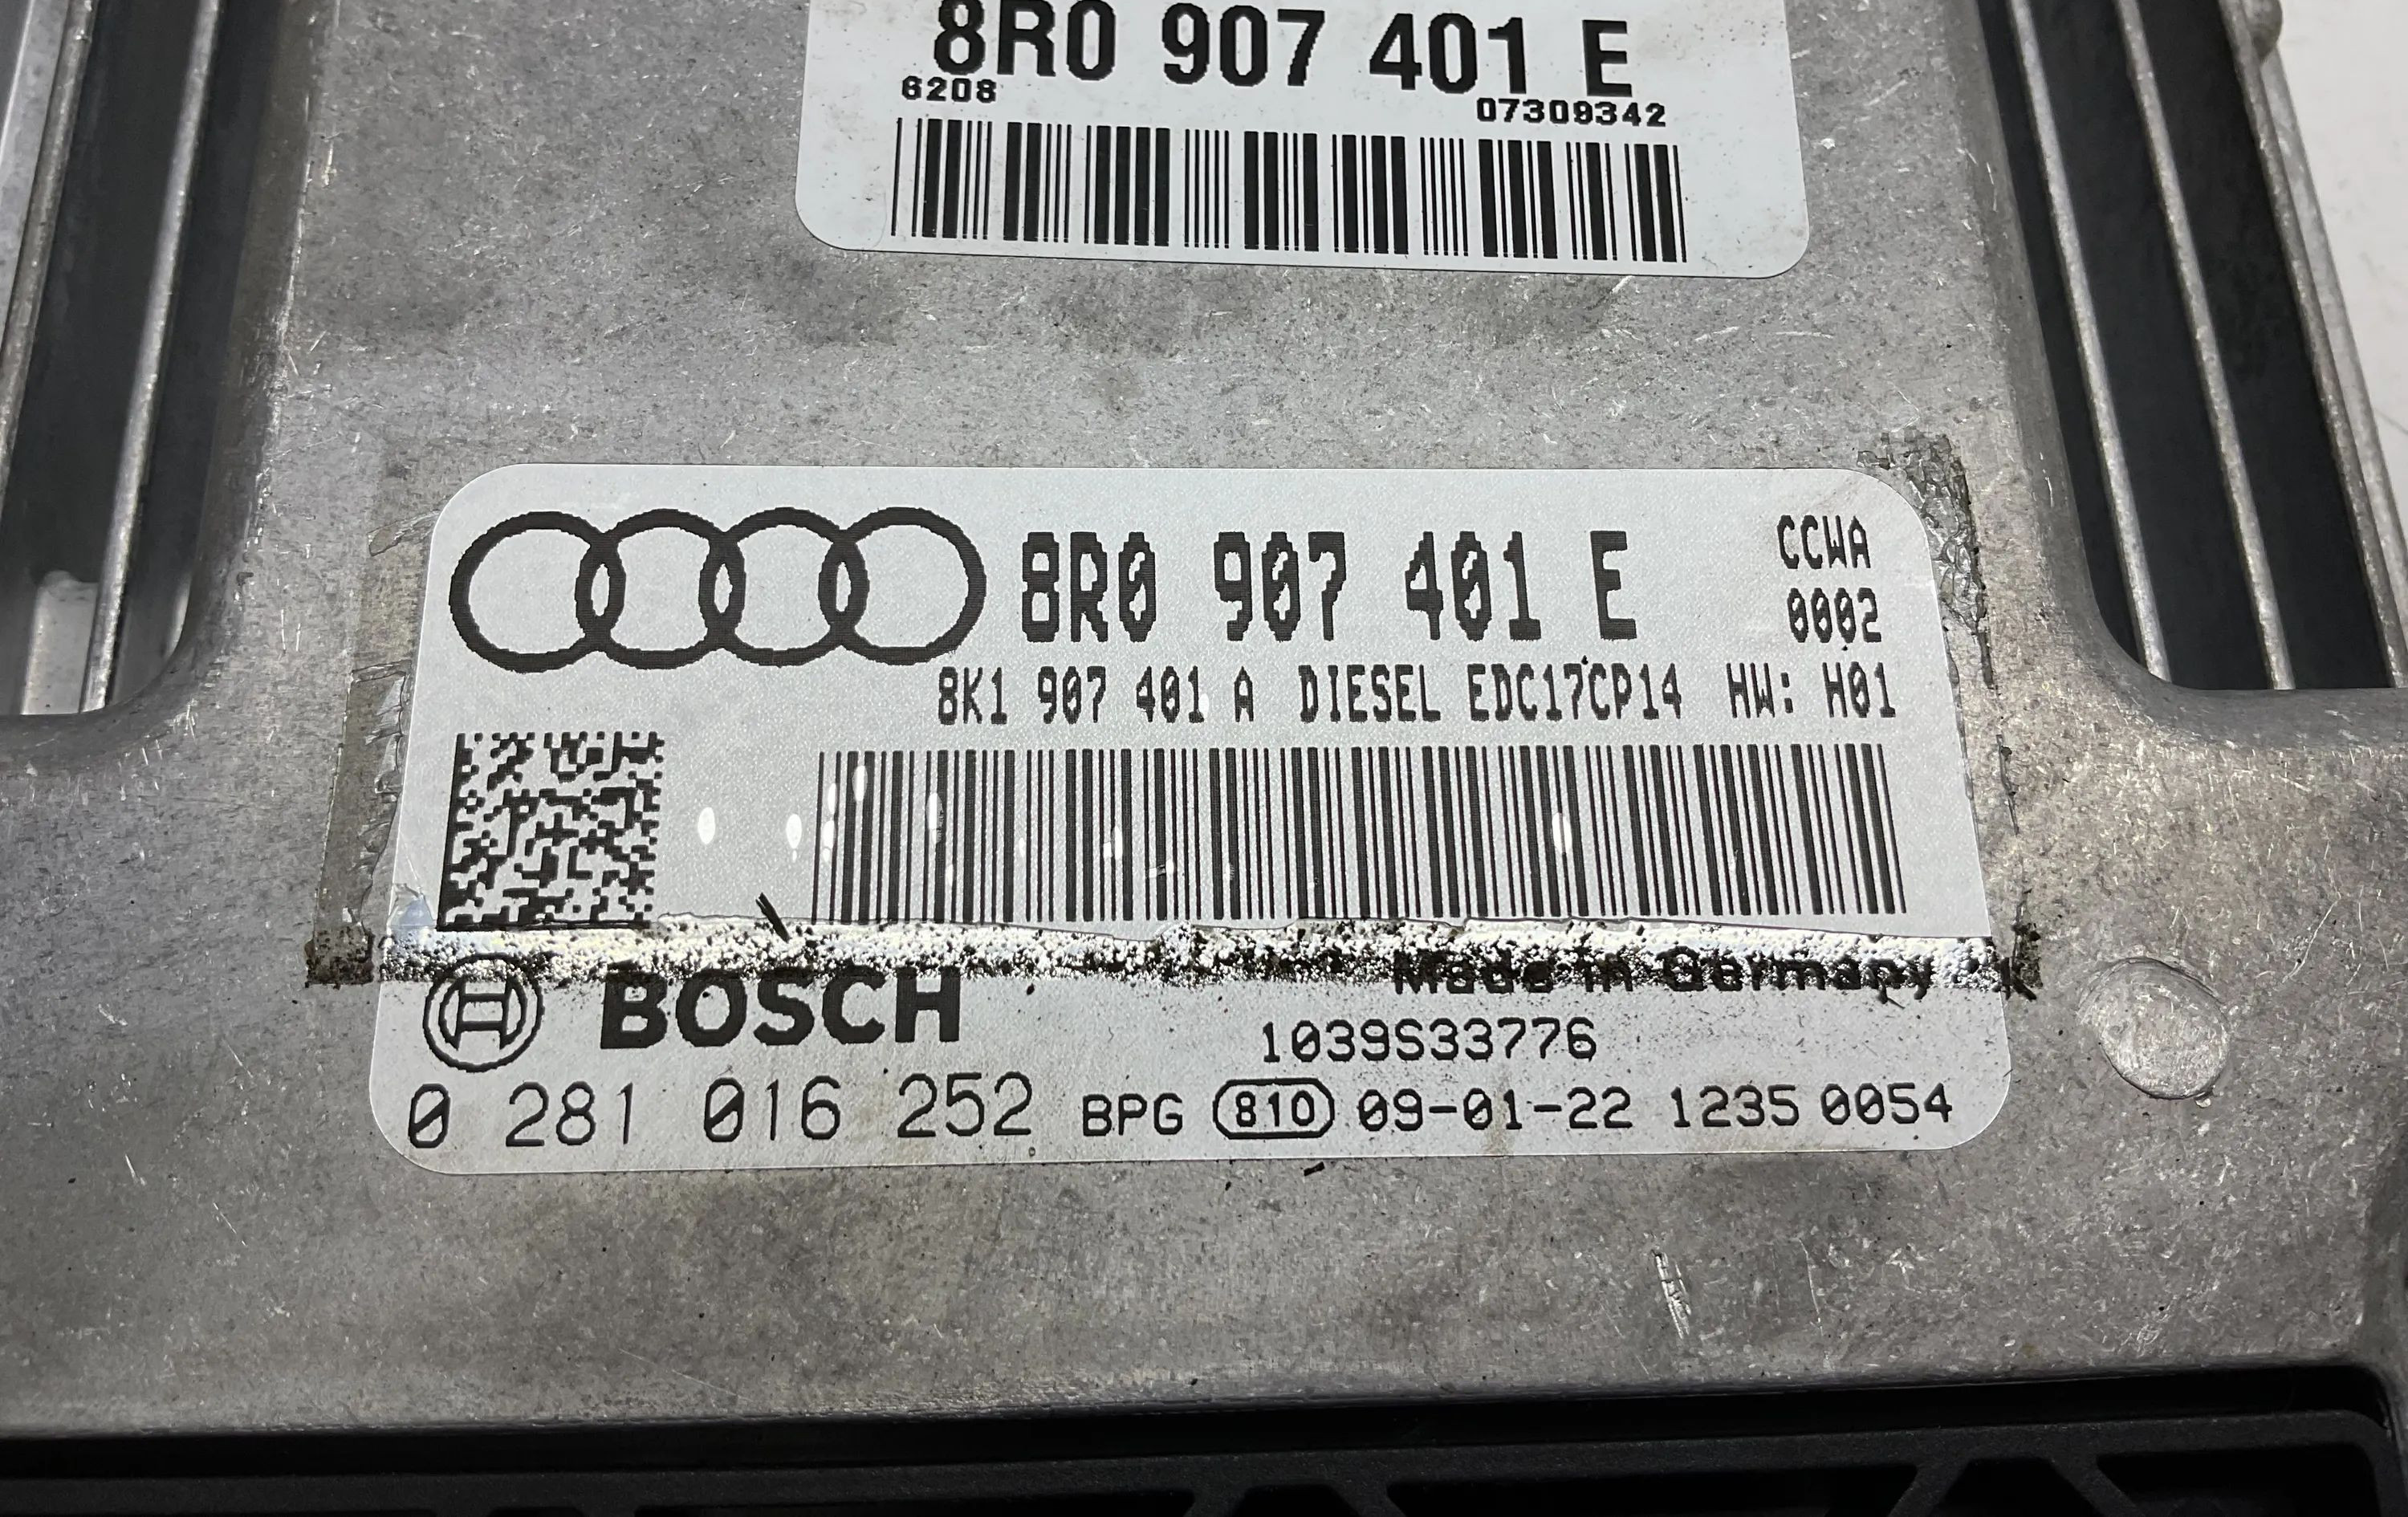 8R0 907 401 E
6208 07309342
8R0 907 401 E CCWA
0002
8K1 907 401 A DIESEL EDC17CP14 HW: H01
BOSCH Made in Germany
1039S33776
0 281 016 252 BPG 810 09-01-22 1235 0054